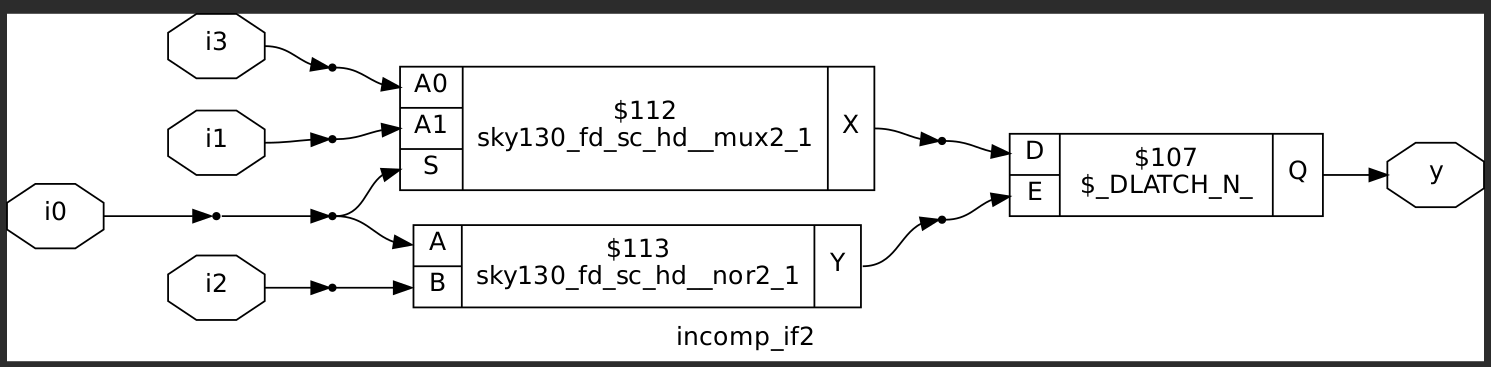 i3
i1
i0
i2
A0
A1
S
$112
sky130_fd_sc_hd__mux2_1
X
A
B
$113
sky130_fd_sc_hd__nor2_1
Y
D
E
$107
$_DLATCH_N_
Q
y
incomp_if2